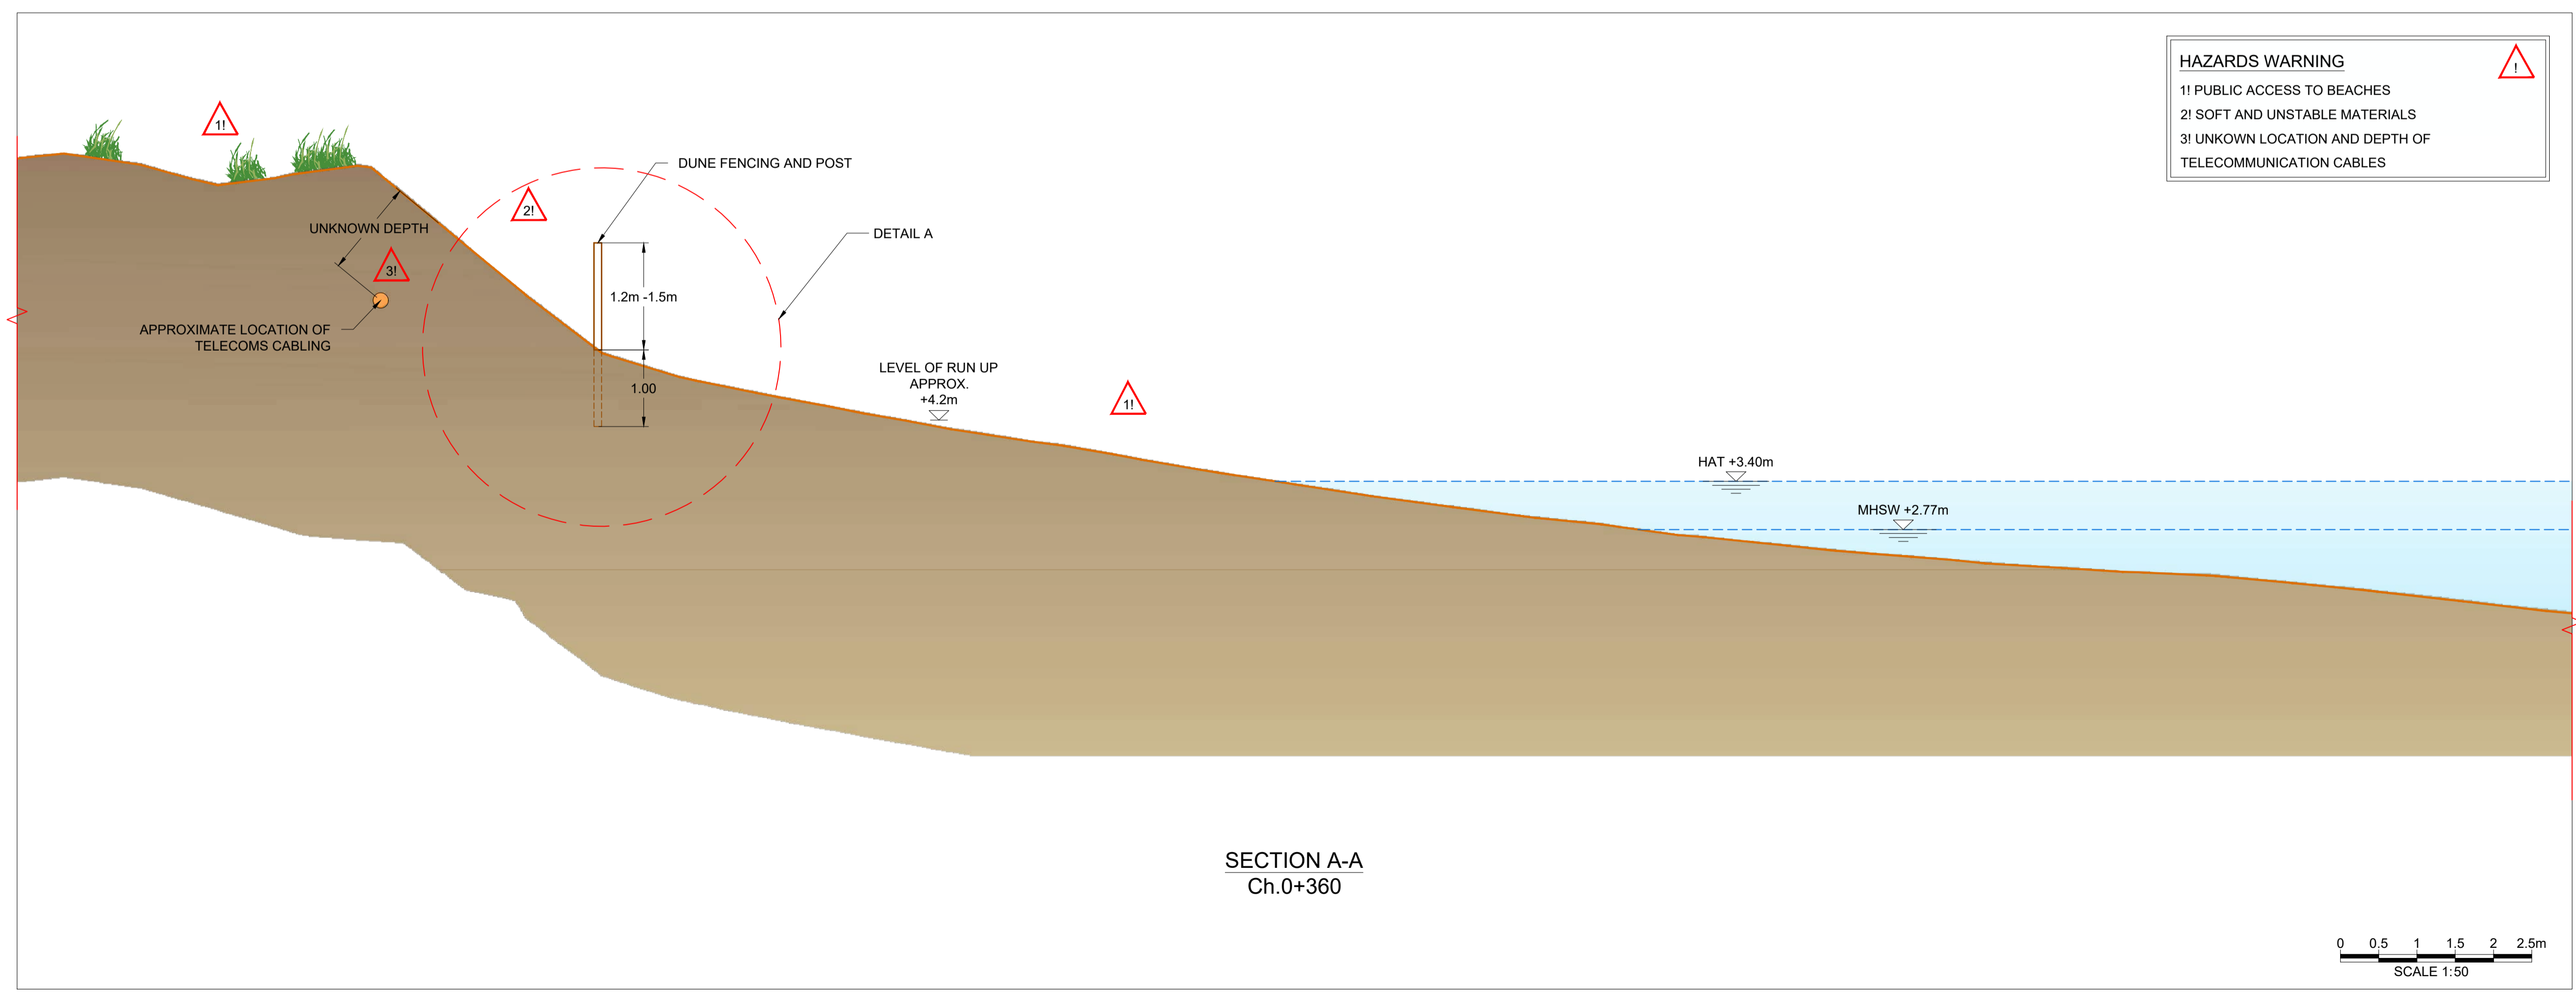 HAZARDS WARNING
!
1! PUBLIC ACCESS TO BEACHES
2! SOFT AND UNSTABLE MATERIALS
3! UNKOWN LOCATION AND DEPTH OF
TELECOMMUNICATION CABLES
1!
DUNE FENCING AND POST
2!
UNKNOWN DEPTH
DETAIL A
3!
1.2m -1.5m
APPROXIMATE LOCATION OF
TELECOMS CABLING
LEVEL OF RUN UP
APPROX.
+4.2m
1.00
1!
HAT +3.40m
MHSW +2.77m
SECTION A-A
Ch.0+360
0 0.5 1 1.5 2 2.5m
SCALE 1:50